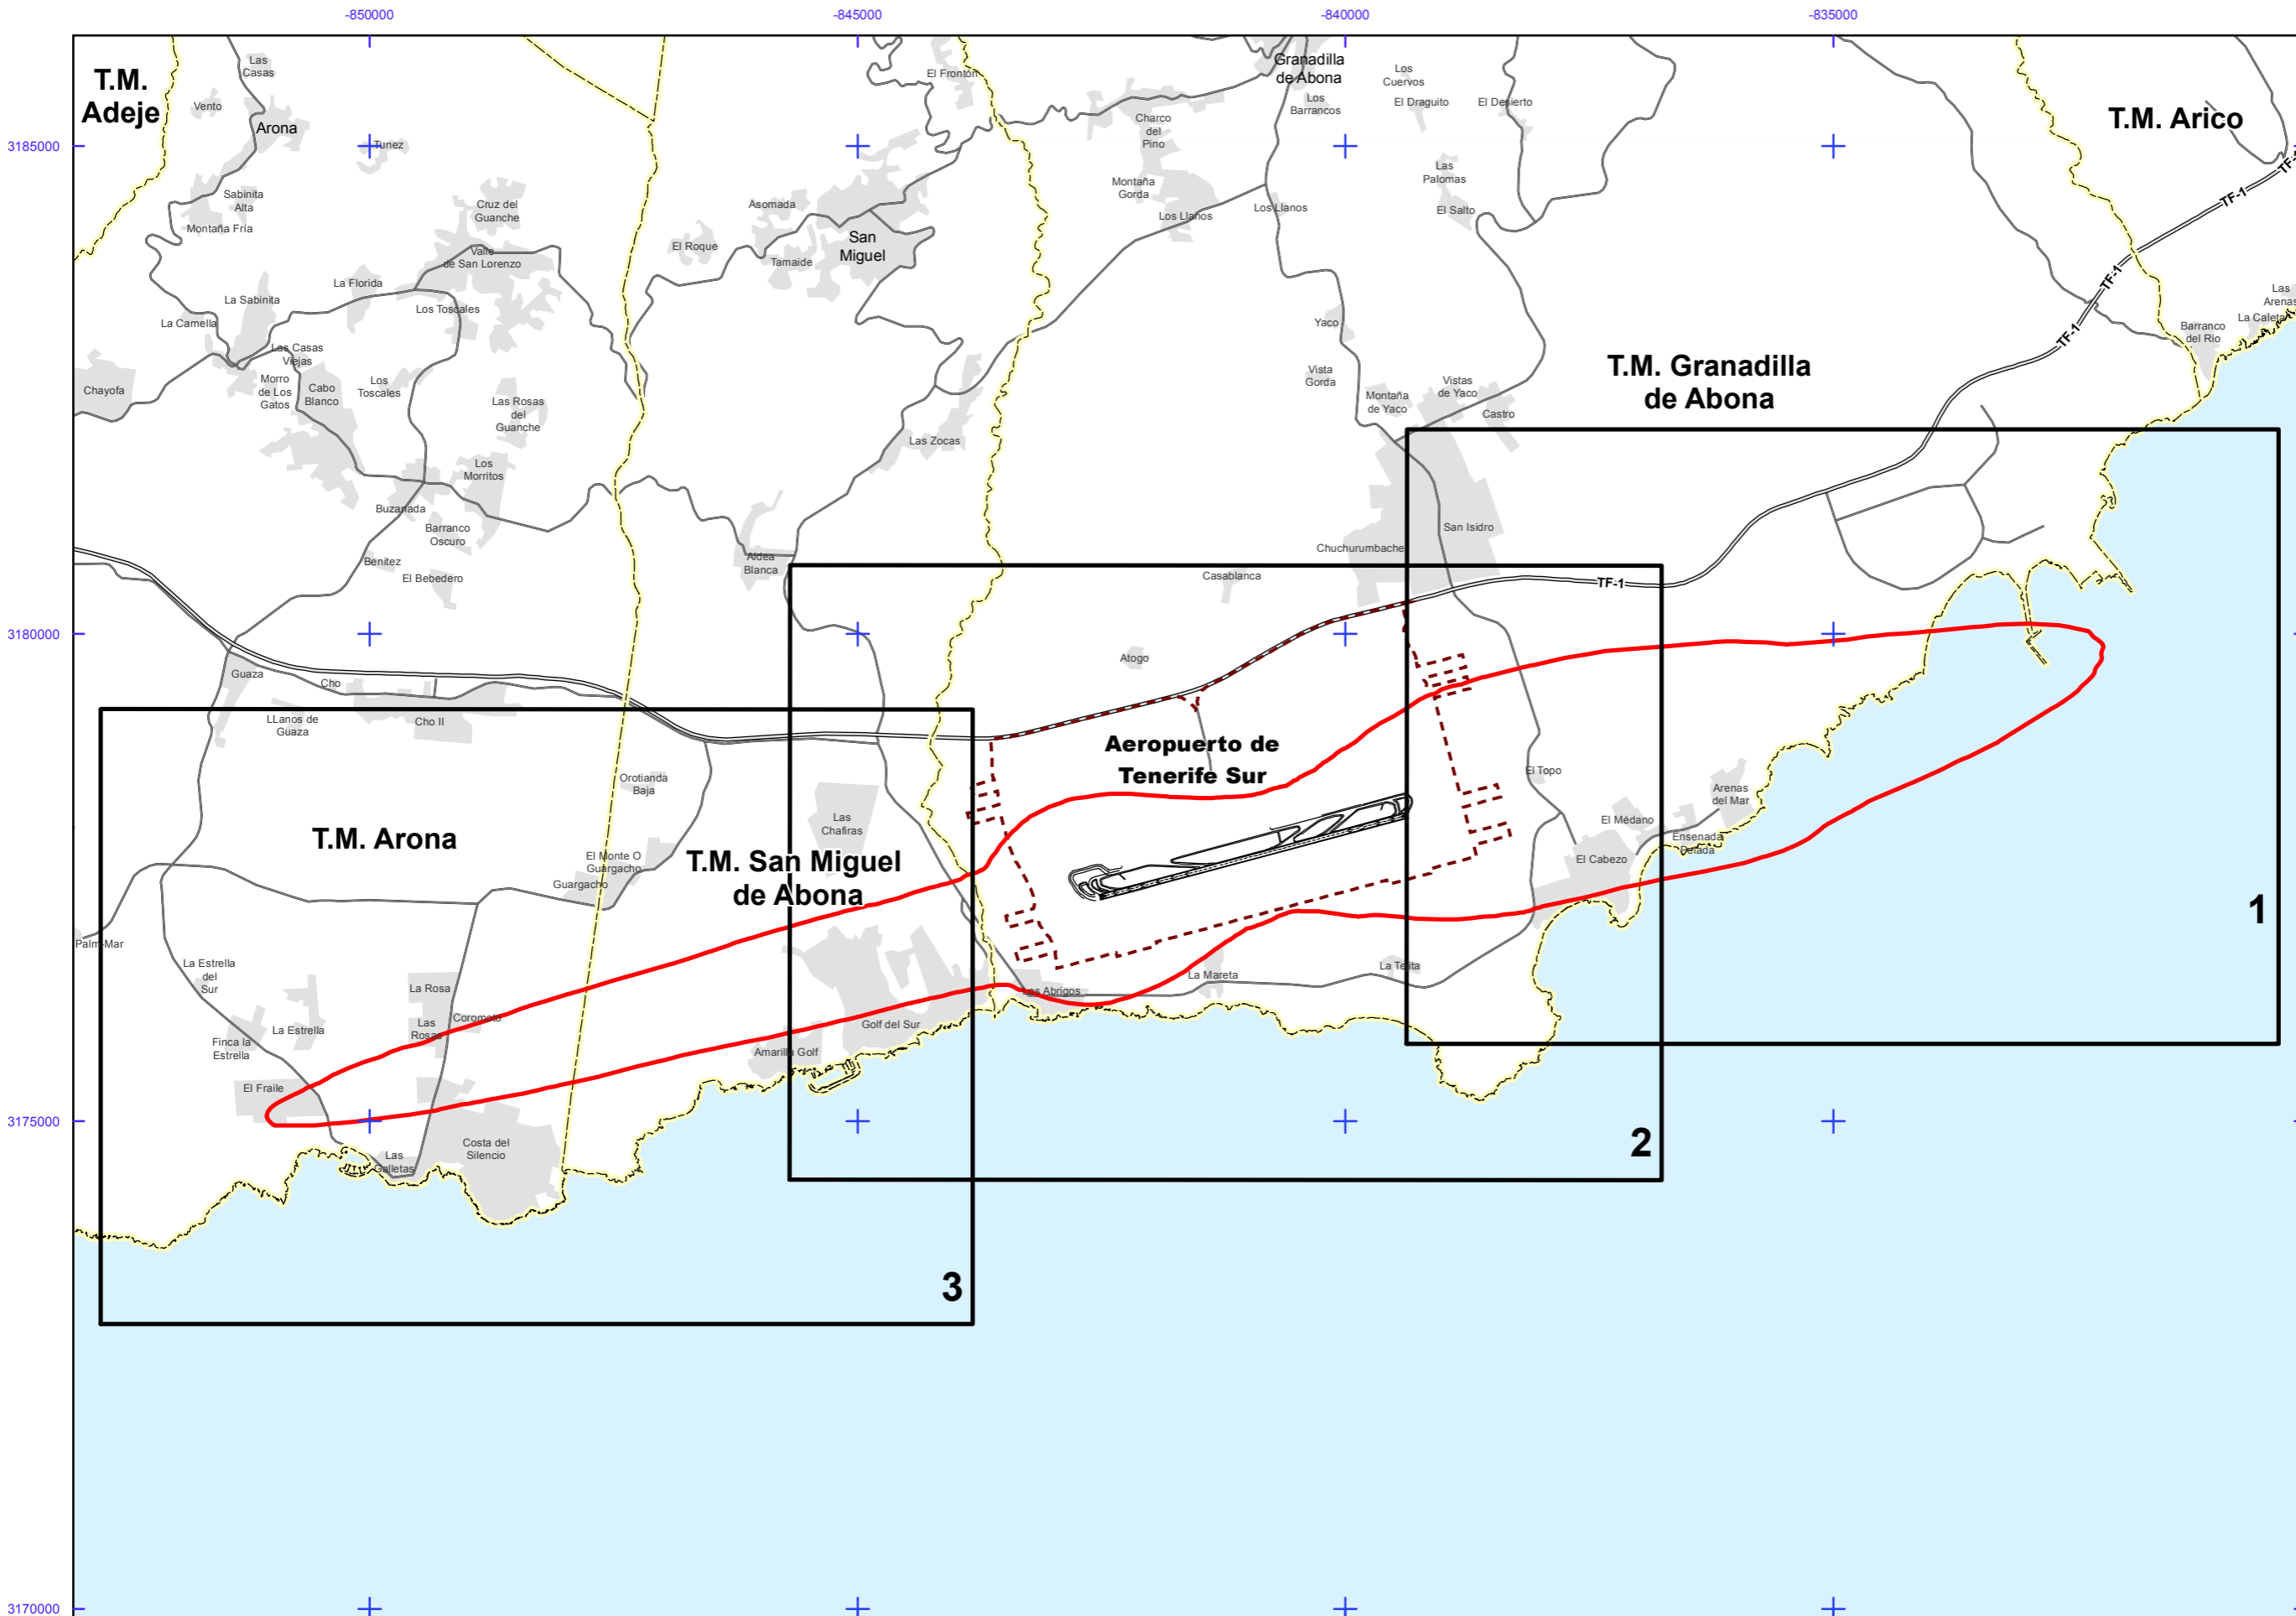 -850000
-845000
-840000
-835000
3185000
3180000
3175000
3170000
T.M.
Adeje
Las
Casas
Vento
Arona
Tunez
Sabinita
Alta
Montaña Fría
Cruz del
Guanche
Valle
de San Lorenzo
La Florida
Los Toscales
La Sabinita
La Camella
Las Casas
Viejas
Morro
de Los
Gatos
Cabo
Blanco
Los
Toscales
Chayofa
Las Rosas
del
Guanche
Los
Morritos
Buzanada
Barranco
Oscuro
Benitez
El Bebedero
El Frontón
Asomada
San
Miguel
El Roque
Tamaide
Las Zocas
Aldea
Blanca
Granadilla
de Abona
Los
Barrancos
Los
Cuervos
El Draguito
El Desierto
Charco
del
Pino
Montaña
Gorda
Los Llanos
Los Llanos
Las
Palomas
El Salto
Yaco
Vista
Gorda
Montaña
de Yaco
Vistas
de Yaco
Castro
T.M. Granadilla
de Abona
T.M. Arico
TF-1
TF-1
TF-1
Las
Arenas
La Caleta
Barranco
del Rio
San Isidro
Chuchurumbache
Casablanca
TF-1
Atogo
Guaza
Cho
LLanos de
Guaza
Cho II
Orotianda
Baja
T.M. Arona
El Monte O
Guargacho
Guargacho
Las
Chafiras
T.M. San Miguel
de Abona
Aeropuerto de
Tenerife Sur
El Topo
Arenas
del Mar
El Médano
Ensenada
Pelada
El Cabezo
1
Palm-Mar
La Estrella
del
Sur
La Rosa
La Estrella
Finca la
Estrella
Las
Rosas
Coromoto
El Fraile
Las
Galletas
Costa del
Silencio
Golf del Sur
Amarilla Golf
Los Abrigos
La Mareta
La Tejita
2
3